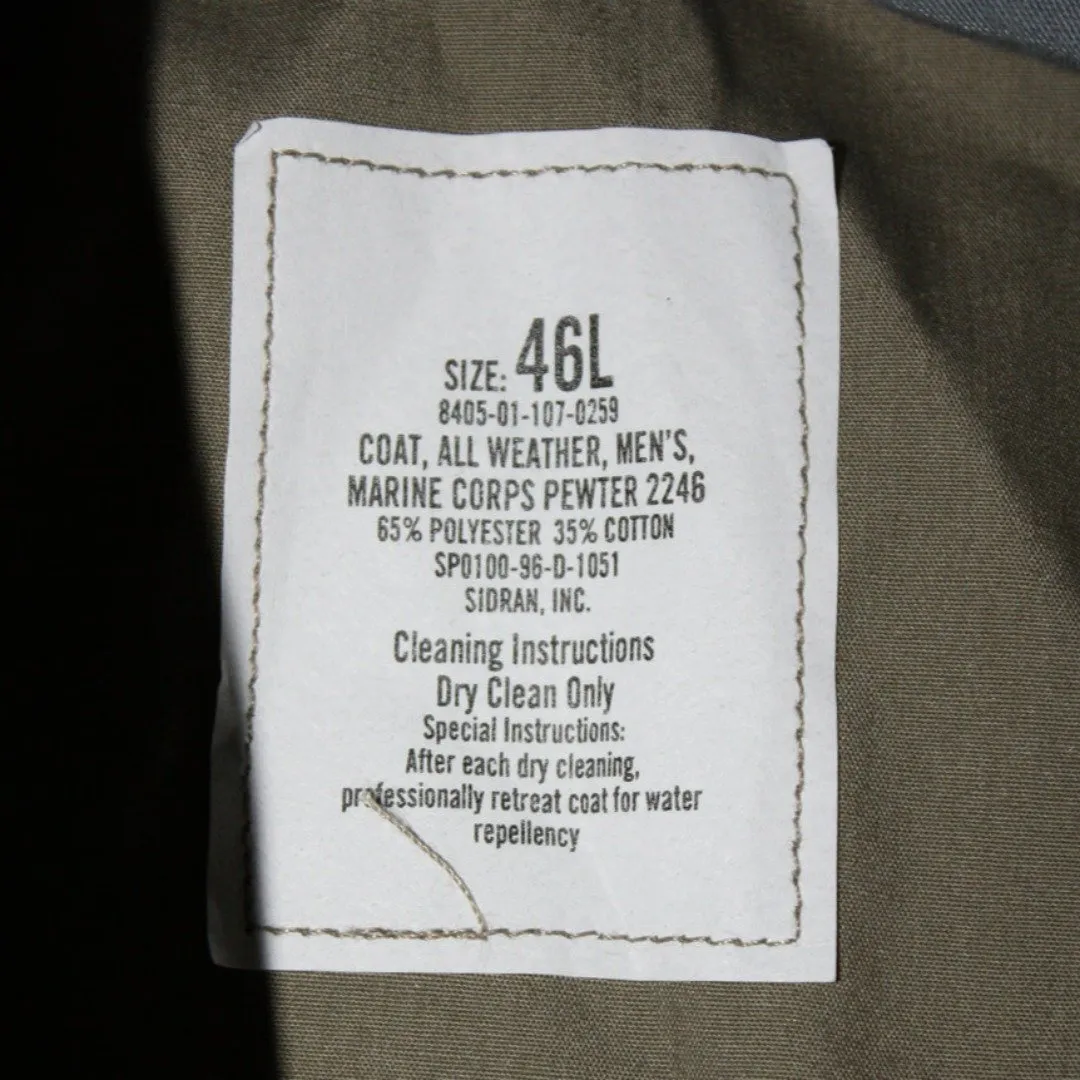 SIZE: 46L
8405-01-107-0259
COAT, ALL WEATHER, MEN'S,
MARINE CORPS PEWTER 2246
65% POLYESTER 35% COTTON
SP0100-96-D-1051
SIDRAN, INC.
Cleaning Instructions
Dry Clean Only
Special Instructions:
After each dry cleaning,
professionally retreat coat for water
repellency